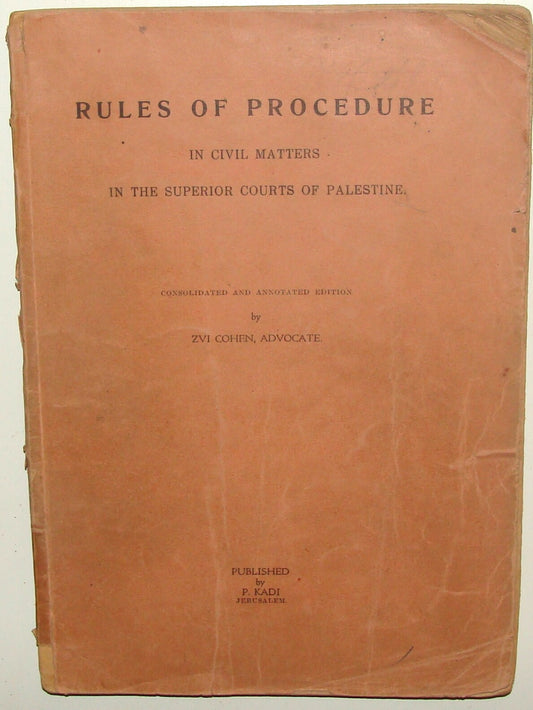 RULES OF PROCEDURE
IN CIVIL MATTERS
IN THE SUPERIOR COURTS OF PALESTINE.
CONSOLIDATED AND ANNOTATED EDITION
by
ZVI COHEN, ADVOCATE.
PUBLISHED
by
P. KADI
JERUSALEM.